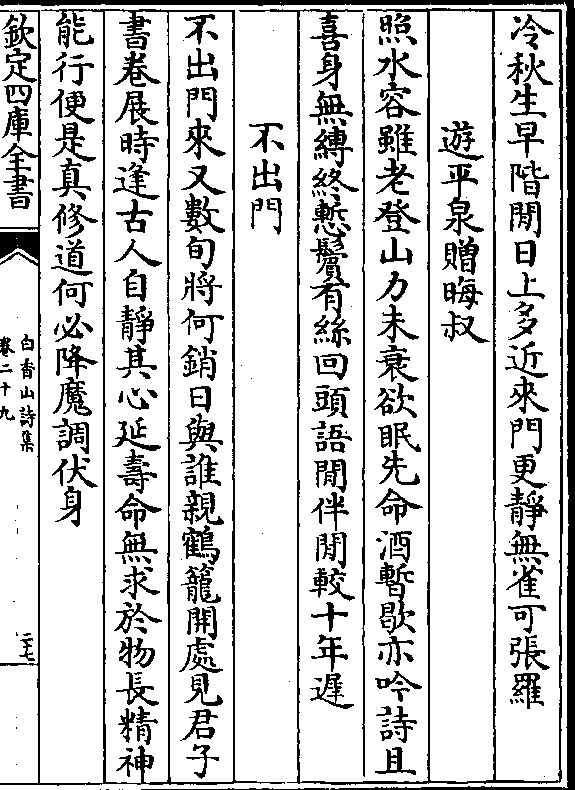 冷秋生早階閒日上多近來門更靜無雀可張羅
遊平泉贈晦叔
照水容雖老登山力未衰欲眠先命酒暫歇亦吟詩且
喜身無縛終慙鬢有絲回頭語閒伴閒較十年遲
不出門
不出門來又數旬將何銷日與誰親鶴籠開處見君子
書卷展時逢古人自靜其心延壽命無求於物長精神
能行便是真修道何必降魔調伏身
欽定四庫全書
白香山詩集
卷二十九